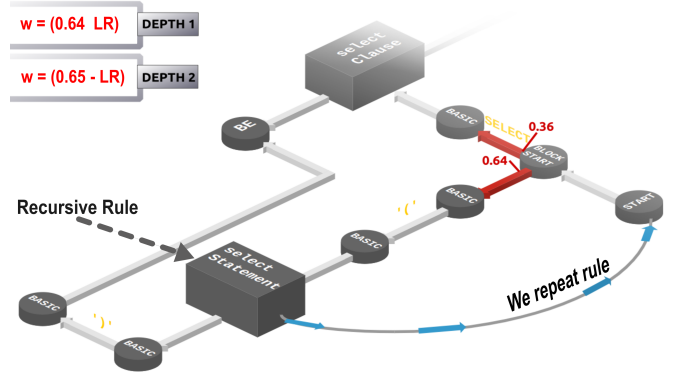 w = (0.64 LR)
DEPTH 1
w = (0.65 - LR)
DEPTH 2
select
Clause
BE
BASIC
SELECT
0.36
BLOCK
START
0.64
BASIC
START
'('
BASIC
Recursive Rule
select
Statement
We repeat rule
BASIC
')'
BASIC